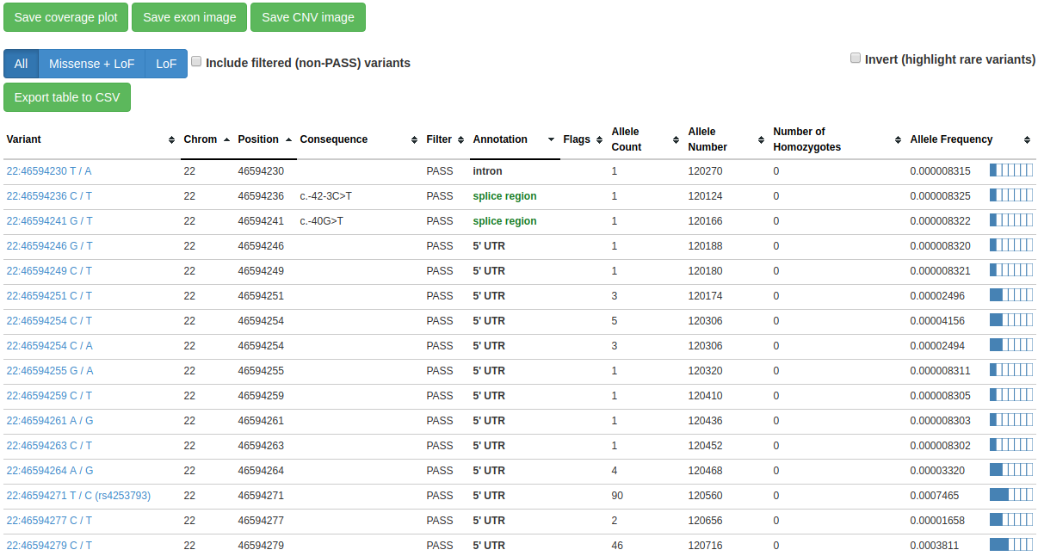 Save coverage plot Save exon image Save CNV image
All Missense + LoF LoF Include filtered (non-PASS) variants Invert (highlight rare variants)
Export table to CSV
Variant Chrom Position Consequence Filter Annotation Flags Allele Count Allele Number Number of Homozygotes Allele Frequency
22:46594230 T / A 22 46594230 PASS intron 1 120270 0 0.000008315
22:46594236 C / T 22 46594236 c.-42-3C>T PASS splice region 1 120124 0 0.000008325
22:46594241 G / T 22 46594241 c.-40G>T PASS splice region 1 120166 0 0.000008322
22:46594246 G / T 22 46594246 PASS 5' UTR 1 120188 0 0.000008320
22:46594249 C / T 22 46594249 PASS 5' UTR 1 120180 0 0.000008321
22:46594251 C / T 22 46594251 PASS 5' UTR 3 120174 0 0.00002496
22:46594254 C / T 22 46594254 PASS 5' UTR 5 120306 0 0.00004156
22:46594254 C / A 22 46594254 PASS 5' UTR 3 120306 0 0.00002494
22:46594255 G / A 22 46594255 PASS 5' UTR 1 120320 0 0.000008311
22:46594259 C / T 22 46594259 PASS 5' UTR 1 120410 0 0.000008305
22:46594261 A / G 22 46594261 PASS 5' UTR 1 120436 0 0.000008303
22:46594263 C / T 22 46594263 PASS 5' UTR 1 120452 0 0.000008302
22:46594264 A / G 22 46594264 PASS 5' UTR 4 120468 0 0.00003320
22:46594271 T / C (rs4253793) 22 46594271 PASS 5' UTR 90 120560 0 0.0007465
22:46594277 C / T 22 46594277 PASS 5' UTR 2 120656 0 0.00001658
22:46594279 C / T 22 46594279 PASS 5' UTR 46 120716 0 0.0003811